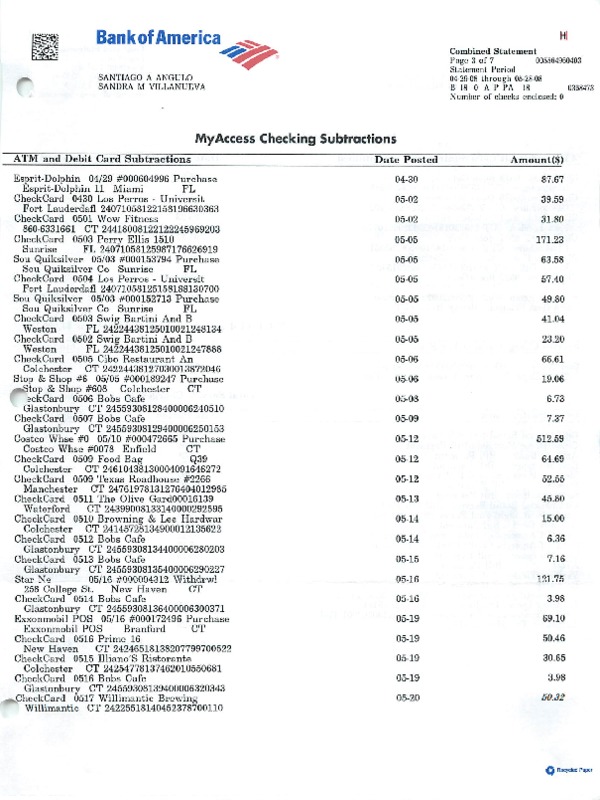 Bank of America
H
Combined Statement
Page 3 of 7 005504960403
Statement Period
04-26-08 through 05-28-08
B 18 0 A P PA 18 0358473
Number of checks enclosed: 0
SANTIAGO A ANGULO
SANDRA M VILLANUEVA
MyAccess Checking Subtractions
ATM and Debit Card Subtractions Date Posted Amount($)
Esprit-Dolphin 04/29 #000604996 Purchase 04-30 87.67
Esprit-Dolphin 11 Miami FL
CheckCard 0430 Los Perros - Universit 05-02 39.59
Fort Lauderdafl 24071058122158196630363
CheckCard 0501 Wow Fitness 05-02 31.80
860-6331661 CT 24418008122122245969203
CheckCard 0503 Perry Ellis 1510 05-05 171.23
Sunrise FL 24071058125987176626919
Sou Quiksilver 05/03 #000153794 Purchase 05-05 63.58
Sou Quiksilver Co Sunrise FL
CheckCard 0504 Los Perros - Universit 05-05 57.40
Fort Lauderdafl 24071058125158188130700
Sou Quiksilver 05/03 #000152713 Purchase 05-05 49.80
Sou Quiksilver Co Sunrise FL
CheckCard 0503 Swig Bartini And B 05-05 41.04
Weston FL 24224438125010021248134
CheckCard 0502 Swig Bartini And B 05-05 23.20
Weston FL 24224438125010021247888
CheckCard 0505 Cibo Restaurant An 05-06 66.61
Colchester CT 24224438127030013872046
Stop & Shop #6 05/05 #000189247 Purchase 05-06 19.06
Stop & Shop #608 Colchester CT
eckCard 0506 Bobs Cafe 05-08 6.73
Glastonbury CT 24559308128400006240510
CheckCard 0507 Bobs Cafe 05-09 7.37
Glastonbury CT 24559308129400006250153
Costco Whse #0 05/10 #000472665 Purchase 05-12 512.59
Costco Whse #0078 Enfield CT
CheckCard 0509 Food Bag Q39 05-12 64.69
Colchester CT 24610438130004091646272
CheckCard 0509 Texas Roadhouse #2266 05-12 52.55
Manchester CT 24761978131276404012985
CheckCard 0511 The Olive Gard00016139 05-13 45.80
Waterford CT 24399008133140000292595
CheckCard 0510 Browning & Lee Hardwar 05-14 15.00
Colchester CT 24148728134900012135622
CheckCard 0512 Bobs Cafe 05-14 6.36
Glastonbury CT 24559308134400006280203
CheckCard 0513 Bobs Cafe 05-15 7.16
Glastonbury CT 24559308135400006290227
Star Ne 05/16 #000094312 Withdrwl 05-16 121.75
258 College St. New Haven CT
CheckCard 0514 Bobs Cafe 05-16 3.98
Glastonbury CT 24559308136400006300371
Exxonmobil POS 05/16 #000172496 Purchase 05-19 69.10
Exxonmobil POS Branford CT
CheckCard 0516 Prime 16 05-19 50.46
New Haven CT 24246518138207799700522
CheckCard 0515 Illiano'S Ristorante 05-19 30.65
Colchester CT 24254778137462010550681
CheckCard 0516 Bobs Cafe 05-19 3.98
Glastonbury CT 24559308139400006320343
CheckCard 0517 Willimantic Brewing 05-20 50.32
Willimantic CT 24225518140452378700110
Recycled Paper